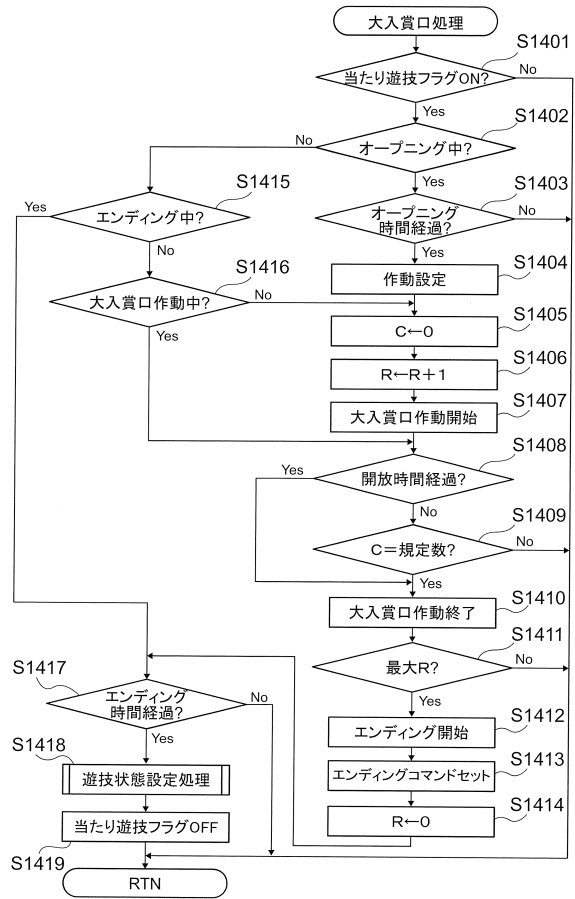 大入賞口処理
S1401
当たり遊技フラグON?
No
Yes
S1402
オープニング中?
No
Yes
S1415
エンディング中?
Yes
No
S1403
オープニング
時間経過?
No
Yes
S1416
大入賞口作動中?
No
Yes
S1404
作動設定
S1405
C←0
S1406
R←R+1
S1407
大入賞口作動開始
S1408
開放時間経過?
Yes
No
S1409
C=規定数?
No
Yes
S1410
大入賞口作動終了
S1411
最大R?
No
Yes
S1412
エンディング開始
S1413
エンディングコマンドセット
S1414
R←0
S1417
エンディング
時間経過?
No
Yes
S1418
遊技状態設定処理
当たり遊技フラグOFF
S1419
RTN